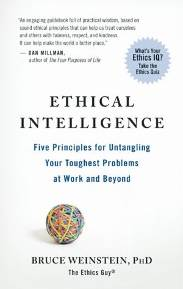 "An engaging guidebook full of practical wisdom, based on
sound ethical principles that can help us treat ourselves
and others with fairness, respect, and kindness.
It can help make the world a better place."
— DAN MILLMAN,
author of The Four Purposes of Life
What's Your
Ethics IQ?
Take the
Ethics Quiz
ETHICAL
INTELLIGENCE
Five Principles for Untangling
Your Toughest Problems
at Work and Beyond
BRUCE WEINSTEIN, PHD
The Ethics Guy®